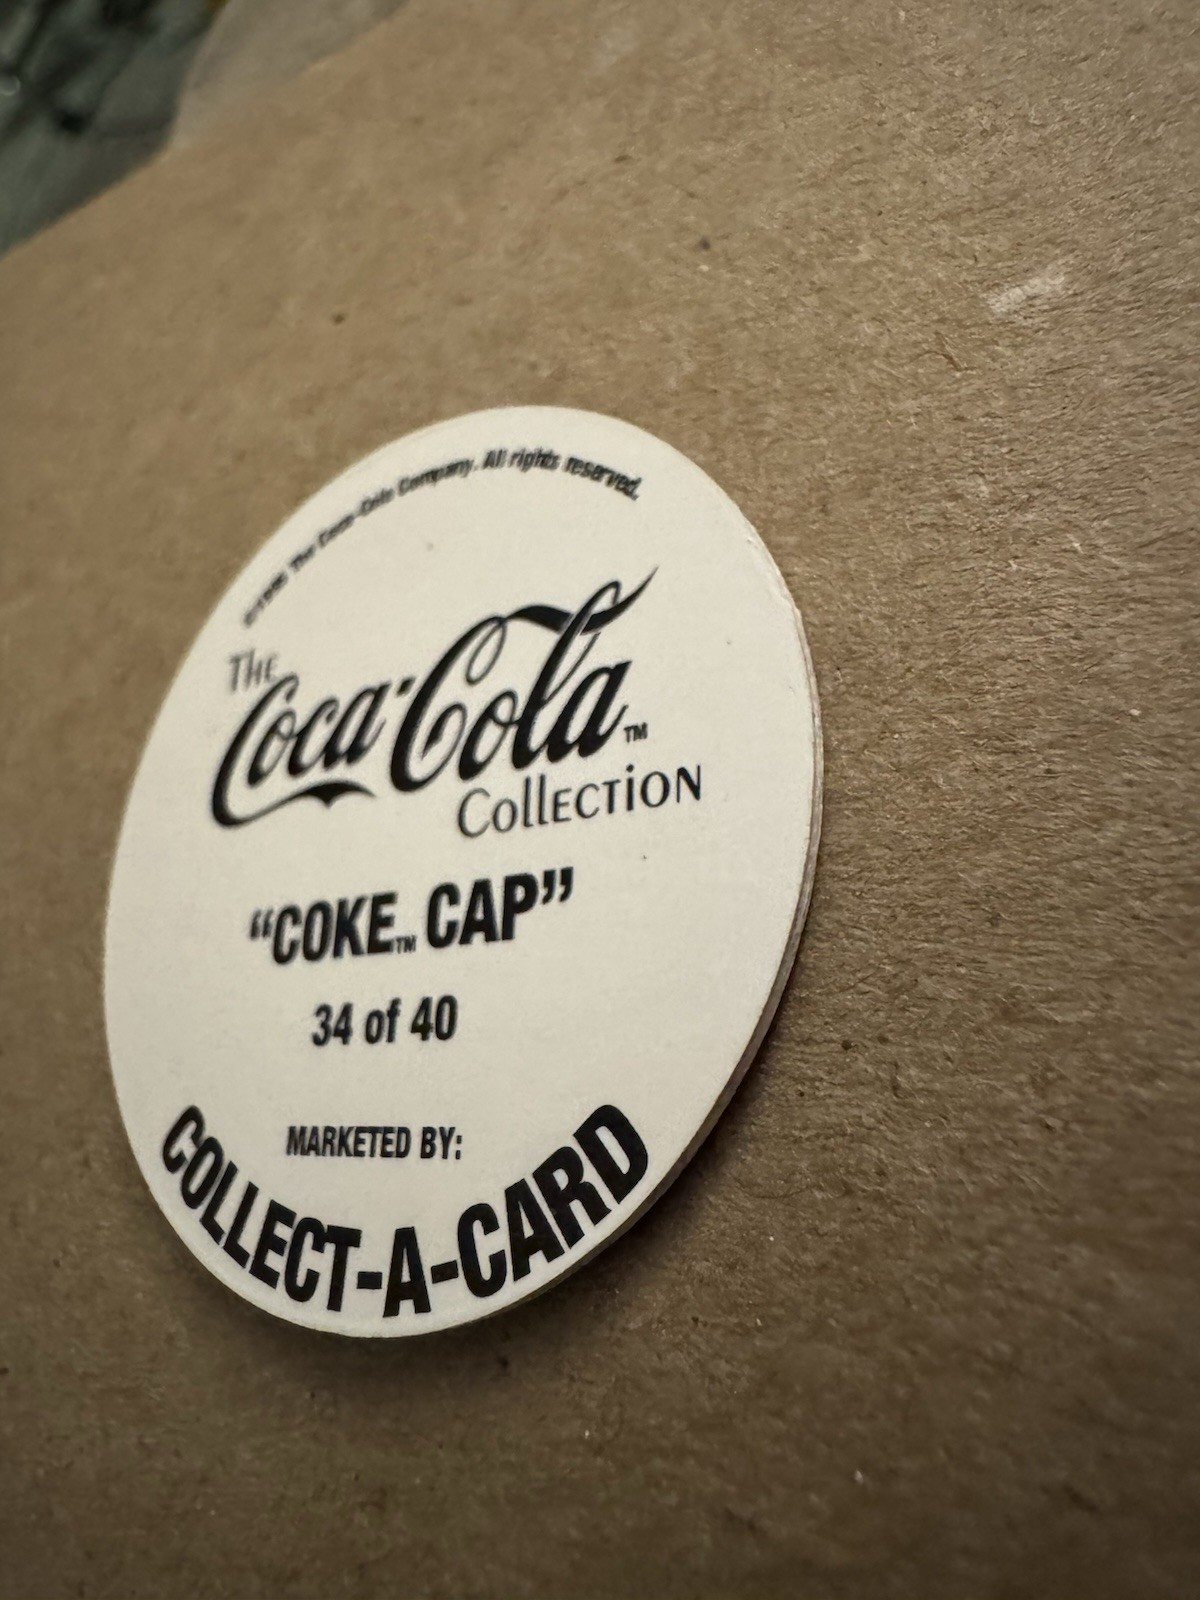 The Coca-Cola Company. All rights reserved.
THE
Coca-Cola™
COLLECTION
“COKE™ CAP”
34 of 40
MARKETED BY:
COLLECT-A-CARD